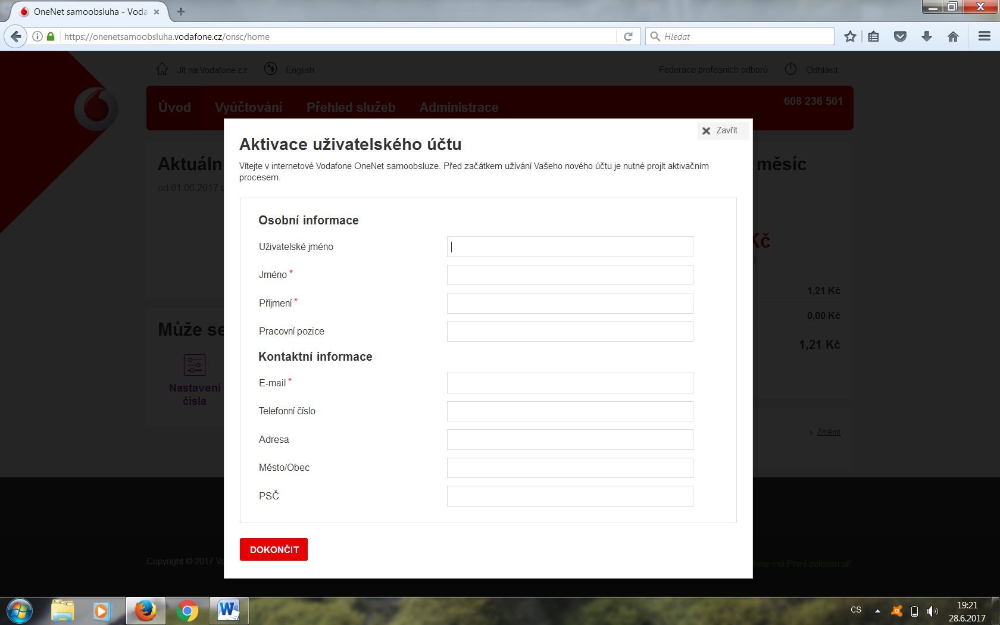 OneNet samoobsluha - Voda
https://onenetsamoobsluha.vodafone.cz/onsc/home
Hledat
Jít na Vodafone.cz
English
Federace profesních odborů
Odhlásit
Úvod
Vyúčtování
Přehled služeb
Administrace
608 236 501
Zavřít
Aktivace uživatelského účtu
Vítejte v internetové Vodafone OneNet samoobsluze. Před začátkem užívání Vašeho nového účtu je nutné projít aktivačním
procesem.
Aktuáln
měsíc
od 01.06.2017
Osobní informace
Uživatelské jméno
Kč
Jméno *
1,21 Kč
Příjmení *
0,00 Kč
Pracovní pozice
Může se
1,21 Kč
Kontaktní informace
E-mail *
Nastavení
čísla
Telefonní číslo
Změnit
Adresa
Město/Obec
PSČ
DOKONČIT
Copyright © 2017 Vo
fone má První zelenou síť
CS
19:21
28.6.2017